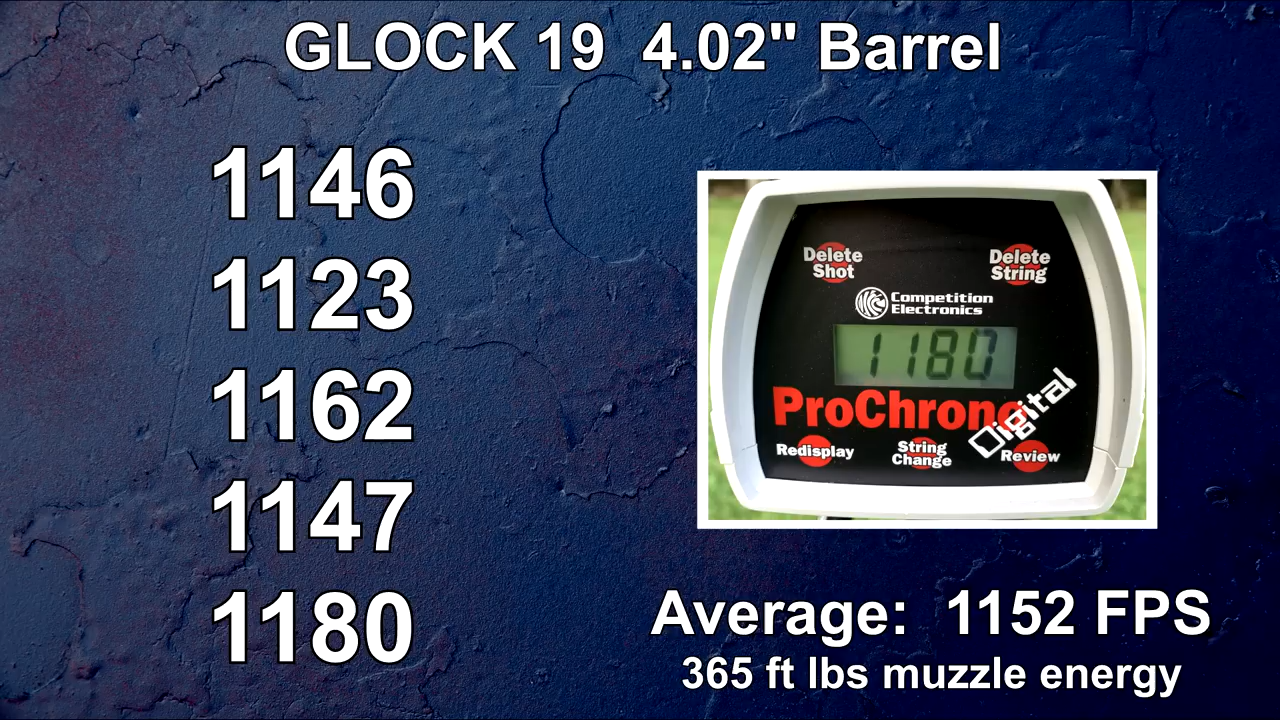 GLOCK 19 4.02" Barrel
1146
1123
1162
1147
1180
Delete Shot
Delete String
Competition Electronics
1180
ProChrono
Digital
Redisplay
String Change
Review
Average: 1152 FPS
365 ft lbs muzzle energy